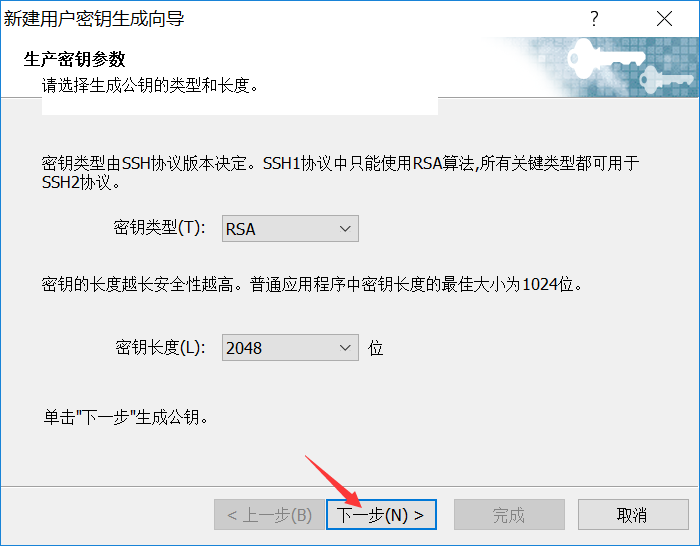 新建用户密钥生成向导
?
生产密钥参数
请选择生成公钥的类型和长度。
密钥类型由SSH协议版本决定。SSH1协议中只能使用RSA算法,所有关键类型都可用于
SSH2协议。
密钥类型(T): RSA
密钥的长度越长安全性越高。普通应用程序中密钥长度的最佳大小为1024位。
密钥长度(L): 2048 位
单击"下一步"生成公钥。
< 上一步(B) 下一步(N) > 完成 取消